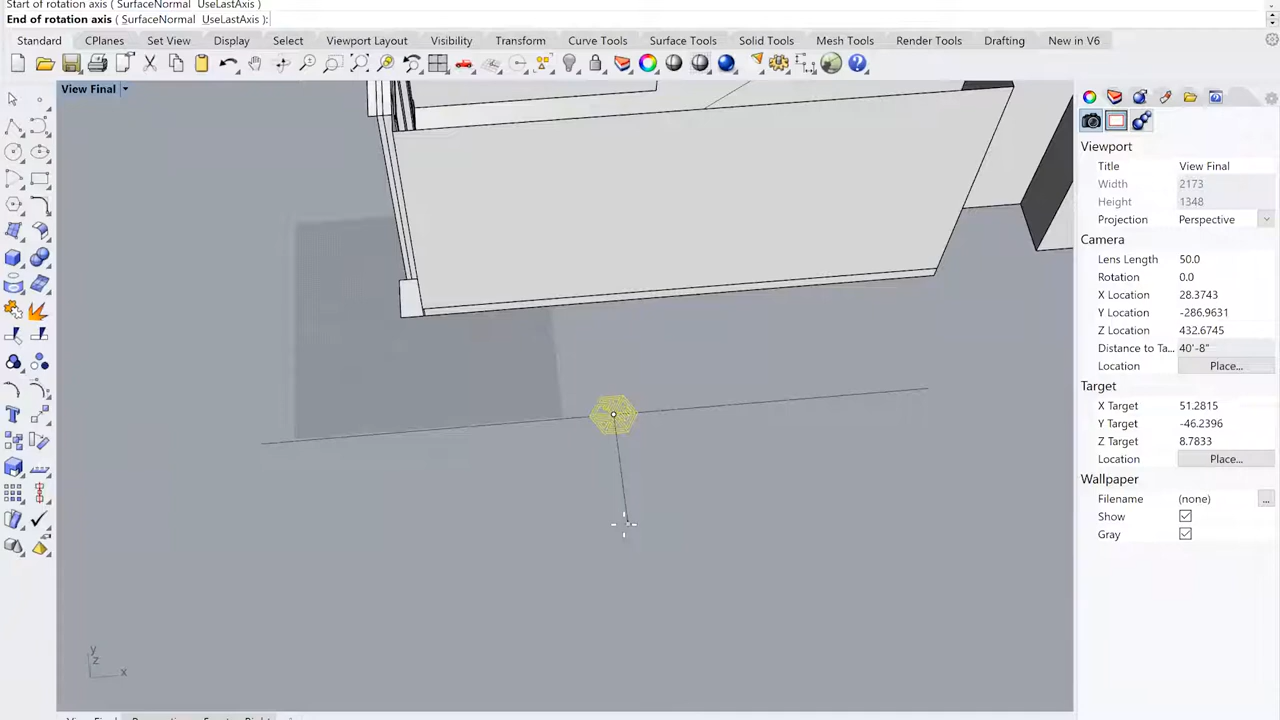 Start of rotation axis ( SurfaceNormal  UseLastAxis )
End of rotation axis ( SurfaceNormal  UseLastAxis ):
Standard CPlanes Set View Display Select Viewport Layout Visibility Transform Curve Tools Surface Tools Solid Tools Mesh Tools Render Tools Drafting New in V6
View Final
Viewport
Title View Final
Width 2173
Height 1348
Projection Perspective
Camera
Lens Length 50.0
Rotation 0.0
X Location 28.3743
Y Location -286.9631
Z Location 432.6745
Distance to Ta... 40'-8"
Location Place...
Target
X Target 51.2815
Y Target -46.2396
Z Target 8.7833
Location Place...
Wallpaper
Filename (none) ...
Show
Gray
y
z
x
View Final